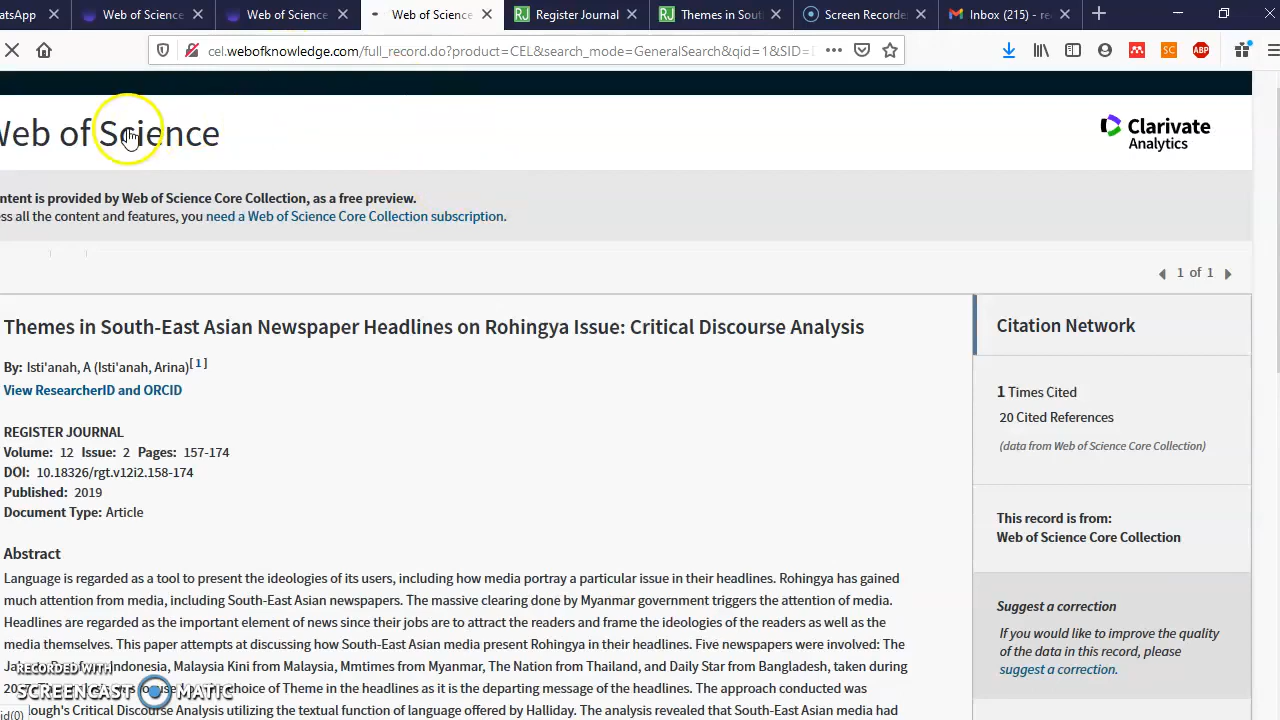 atsApp
Web of Science
Web of Science
Web of Science
Register Journal
Themes in Sout
Screen Recorde
Inbox (215) - re
cel.webofknowledge.com/full_record.do?product=CEL&search_mode=GeneralSearch&qid=1&SID=
Web of Science
Clarivate
Analytics
ntent is provided by Web of Science Core Collection, as a free preview.
ess all the content and features, you need a Web of Science Core Collection subscription.
1 of 1
Themes in South-East Asian Newspaper Headlines on Rohingya Issue: Critical Discourse Analysis
By: Isti'anah, A (Isti'anah, Arina)[ 1 ]
View ResearcherID and ORCID
REGISTER JOURNAL
Volume: 12 Issue: 2 Pages: 157-174
DOI: 10.18326/rgt.v12i2.158-174
Published: 2019
Document Type: Article
Abstract
Language is regarded as a tool to present the ideologies of its users, including how media portray a particular issue in their headlines. Rohingya has gained
much attention from media, including South-East Asian newspapers. The massive clearing done by Myanmar government triggers the attention of media.
Headlines are regarded as the important element of news since their jobs are to attract the readers and frame the ideologies of the readers as well as the
media themselves. This paper attempts at discussing how South-East Asian media present Rohingya in their headlines. Five newspapers were involved: The
Ja Indonesia, Malaysia Kini from Malaysia, Mmtimes from Myanmar, The Nation from Thailand, and Daily Star from Bangladesh, taken during
choice of Theme in the headlines as it is the departing message of the headlines. The approach conducted was
lough's Critical Discourse Analysis utilizing the textual function of language offered by Halliday. The analysis revealed that South-East Asian media had
Citation Network
1 Times Cited
20 Cited References
(data from Web of Science Core Collection)
This record is from:
Web of Science Core Collection
Suggest a correction
If you would like to improve the quality
of the data in this record, please
suggest a correction.
RECORDED WITH
SCREENCAST MATIC
id(0)